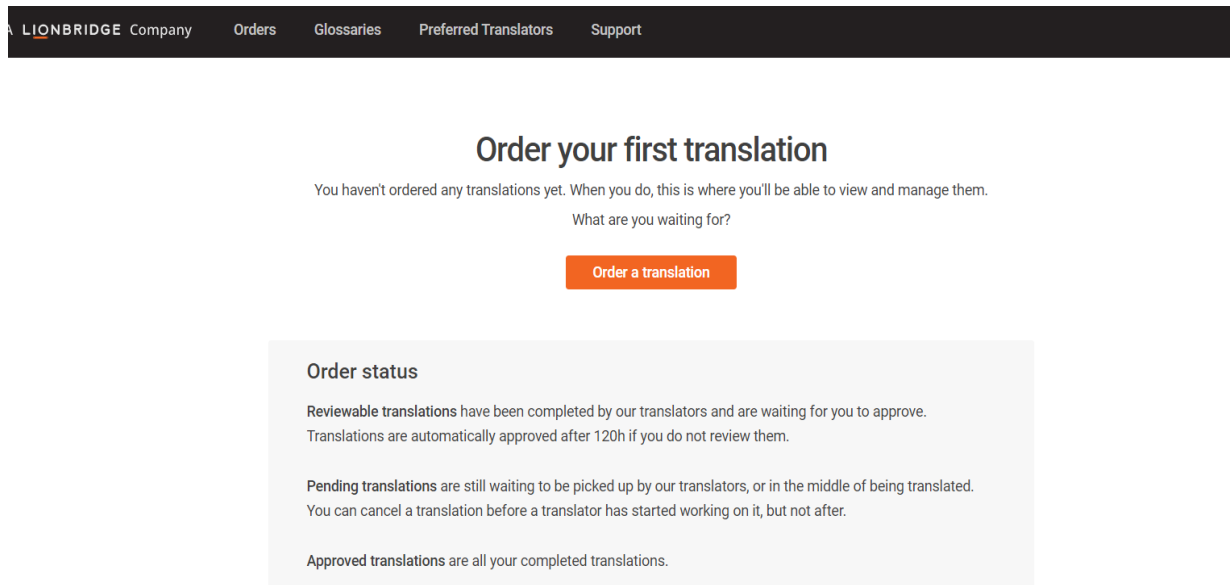 A LIONBRIDGE Company Orders Glossaries Preferred Translators Support
Order your first translation
You haven't ordered any translations yet. When you do, this is where you'll be able to view and manage them.
What are you waiting for?
Order a translation
Order status
Reviewable translations have been completed by our translators and are waiting for you to approve.
Translations are automatically approved after 120h if you do not review them.
Pending translations are still waiting to be picked up by our translators, or in the middle of being translated.
You can cancel a translation before a translator has started working on it, but not after.
Approved translations are all your completed translations.